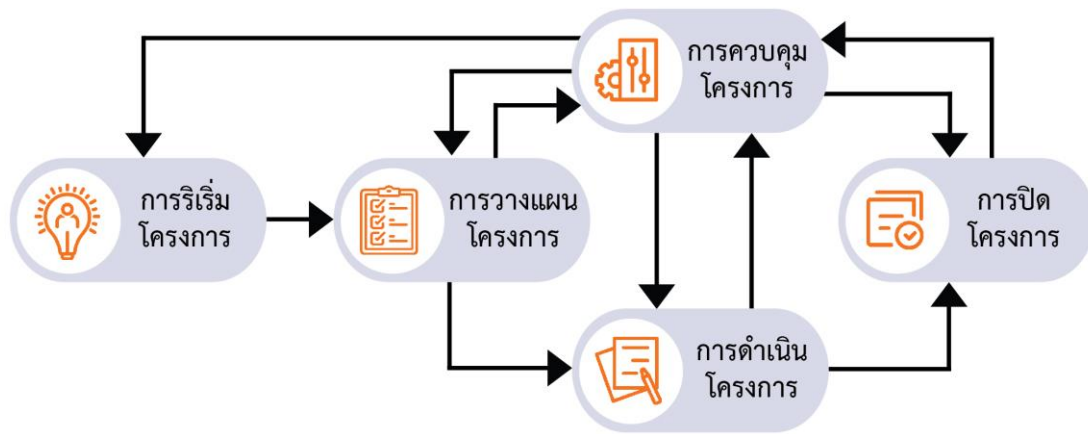 การควบคุม
โครงการ
การริเริ่ม
โครงการ
การวางแผน
โครงการ
การปิด
โครงการ
การดำเนิน
โครงการ